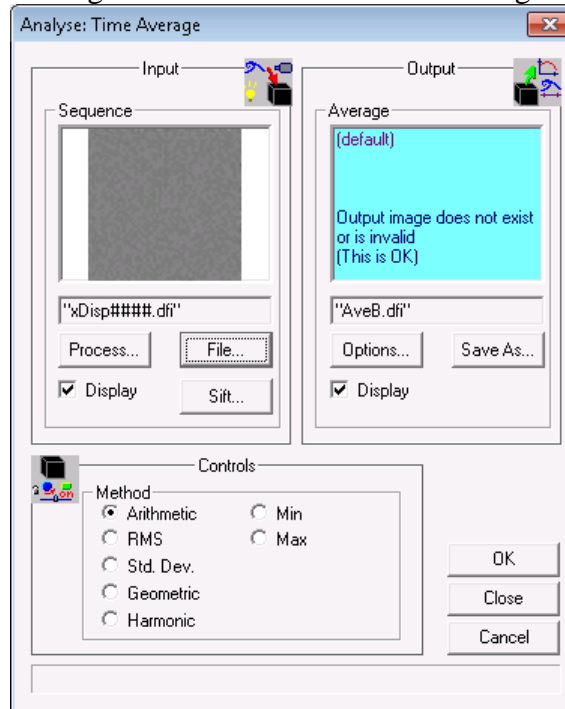 Analyse: Time Average
Input
Sequence
"xDisp####.dfi"
Process...
File...
Display
Sift...
Output
Average
(default)
Output image does not exist
or is invalid
(This is OK)
"AveB.dfi"
Options...
Save As...
Display
Controls
Method
Arithmetic
Min
RMS
Max
Std. Dev.
Geometric
Harmonic
OK
Close
Cancel